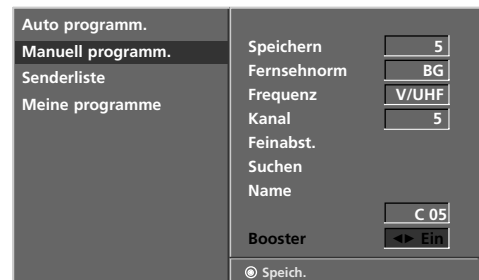 Auto programm.
Manuell programm.
Senderliste
Meine programme
Speichern 5
Fernsehnorm BG
Frequenz V/UHF
Kanal 5
Feinabst.
Suchen
Name
C 05
Booster ◄► Ein
Speich.